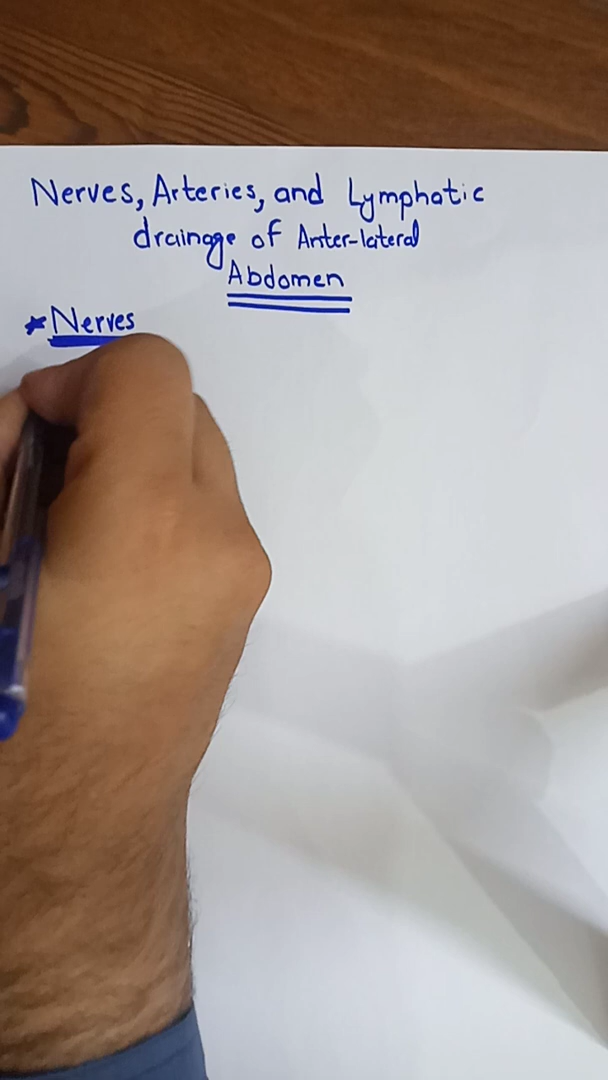 Nerves, Arteries, and Lymphatic
drainage of Anter-lateral
Abdomen
* Nerves